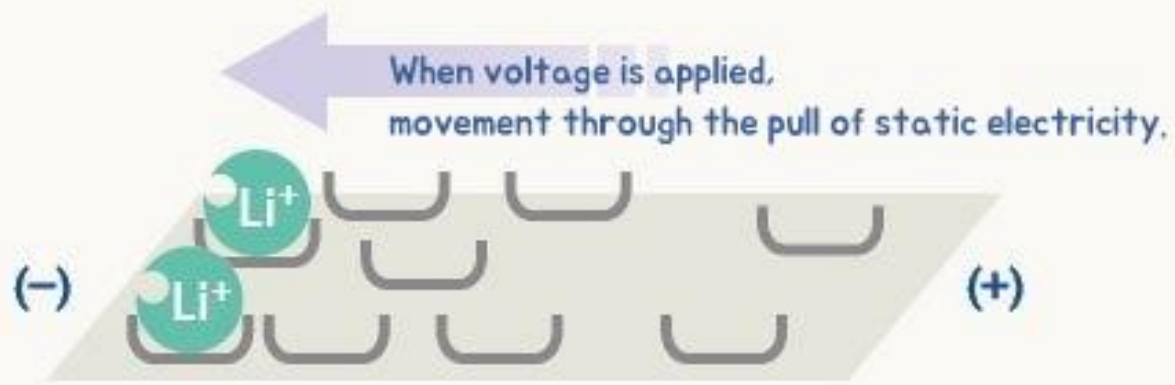 When voltage is applied,
movement through the pull of static electricity.
Li⁺
(−)
Li⁺
(+)